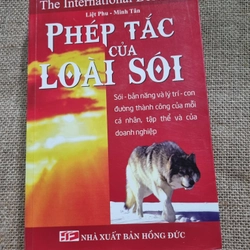 The International
Liệt Phu - Minh Tân
PHÉP TẮC
CỦA
LOÀI SÓI
Sói - bản năng và lý trí - con
đường thành công của mỗi
cá nhân, tập thể và của
doanh nghiệp
NHÀ XUẤT BẢN HỒNG ĐỨC